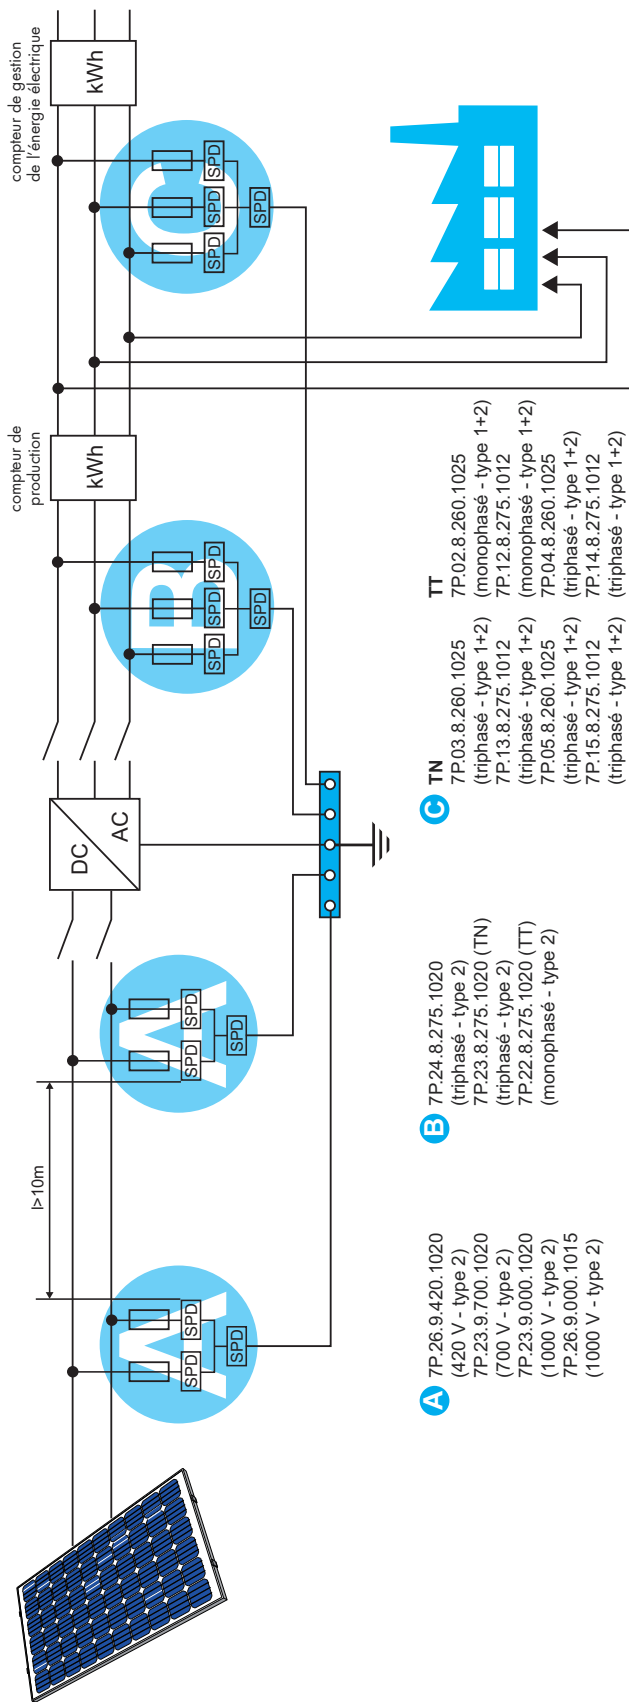 compteur de gestion
de l'énergie électrique
kWh
SPD
SPD
SPD
SPD
C
compteur de
production
kWh
SPD
SPD
SPD
SPD
B
DC
AC
l>10m
SPD
SPD
SPD
A
SPD
SPD
SPD
A
A
7P.26.9.420.1020
(420 V - type 2)
7P.23.9.700.1020
(700 V - type 2)
7P.23.9.000.1020
(1000 V - type 2)
7P.26.9.000.1015
(1000 V - type 2)
B
7P.24.8.275.1020
(triphasé - type 2)
7P.23.8.275.1020 (TN)
(triphasé - type 2)
7P.22.8.275.1020 (TT)
(monophasé - type 2)
C
TN
7P.03.8.260.1025
(triphasé - type 1+2)
7P.13.8.275.1012
(triphasé - type 1+2)
7P.05.8.260.1025
(triphasé - type 1+2)
7P.15.8.275.1012
(triphasé - type 1+2)
TT
7P.02.8.260.1025
(monophasé - type 1+2)
7P.12.8.275.1012
(monophasé - type 1+2)
7P.04.8.260.1025
(triphasé - type 1+2)
7P.14.8.275.1012
(triphasé - type 1+2)